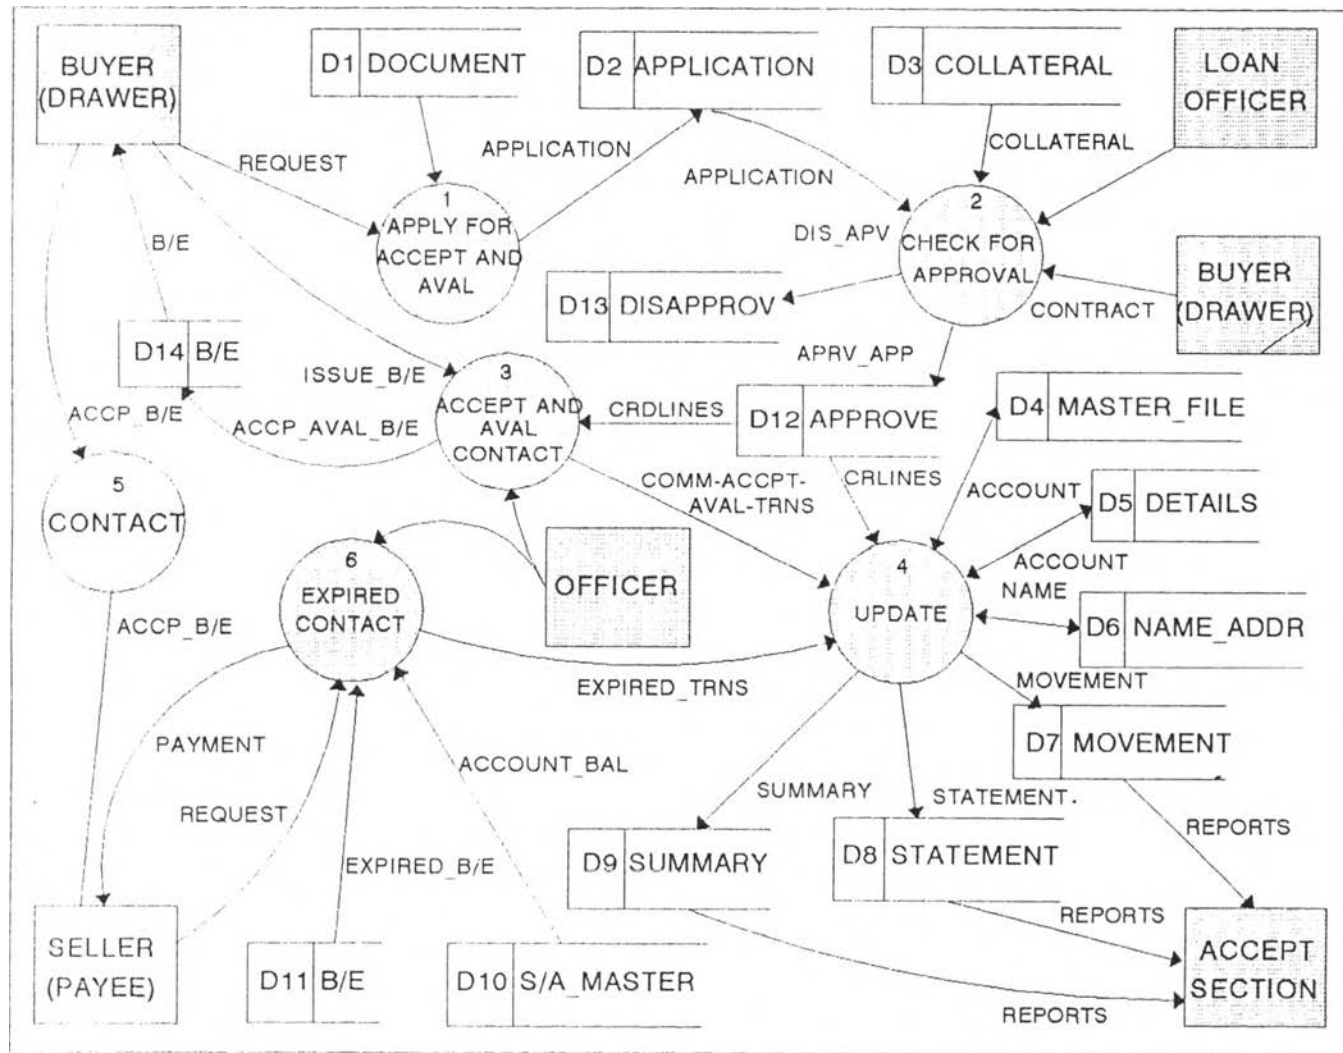 BUYER
(DRAWER)
D1 DOCUMENT
D2 APPLICATION
D3 COLLATERAL
LOAN
OFFICER
REQUEST
APPLICATION
APPLICATION
COLLATERAL
1
APPLY FOR
ACCEPT AND
AVAL
2
CHECK FOR
APPROVAL
B/E
DIS_APV
D13 DISAPPROV
CONTRACT
BUYER
(DRAWER)
D14 B/E
ISSUE_B/E
3
ACCEPT AND
AVAL
CONTACT
APRV_APP
CRDLINES
D12 APPROVE
D4 MASTER_FILE
ACCP_B/E
ACCP_AVAL_B/E
COMM-ACCPT-
AVAL-TRNS
CRLINES
ACCOUNT
D5 DETAILS
5
CONTACT
6
EXPIRED
CONTACT
OFFICER
4
UPDATE
ACCOUNT
NAME
D6 NAME_ADDR
ACCP_B/E
EXPIRED_TRNS
MOVEMENT
D7 MOVEMENT
PAYMENT
ACCOUNT_BAL
SUMMARY
STATEMENT.
REQUEST
REPORTS
D9 SUMMARY
D8 STATEMENT
EXPIRED_B/E
REPORTS
SELLER
(PAYEE)
D11 B/E
D10 S/A_MASTER
ACCEPT
SECTION
REPORTS